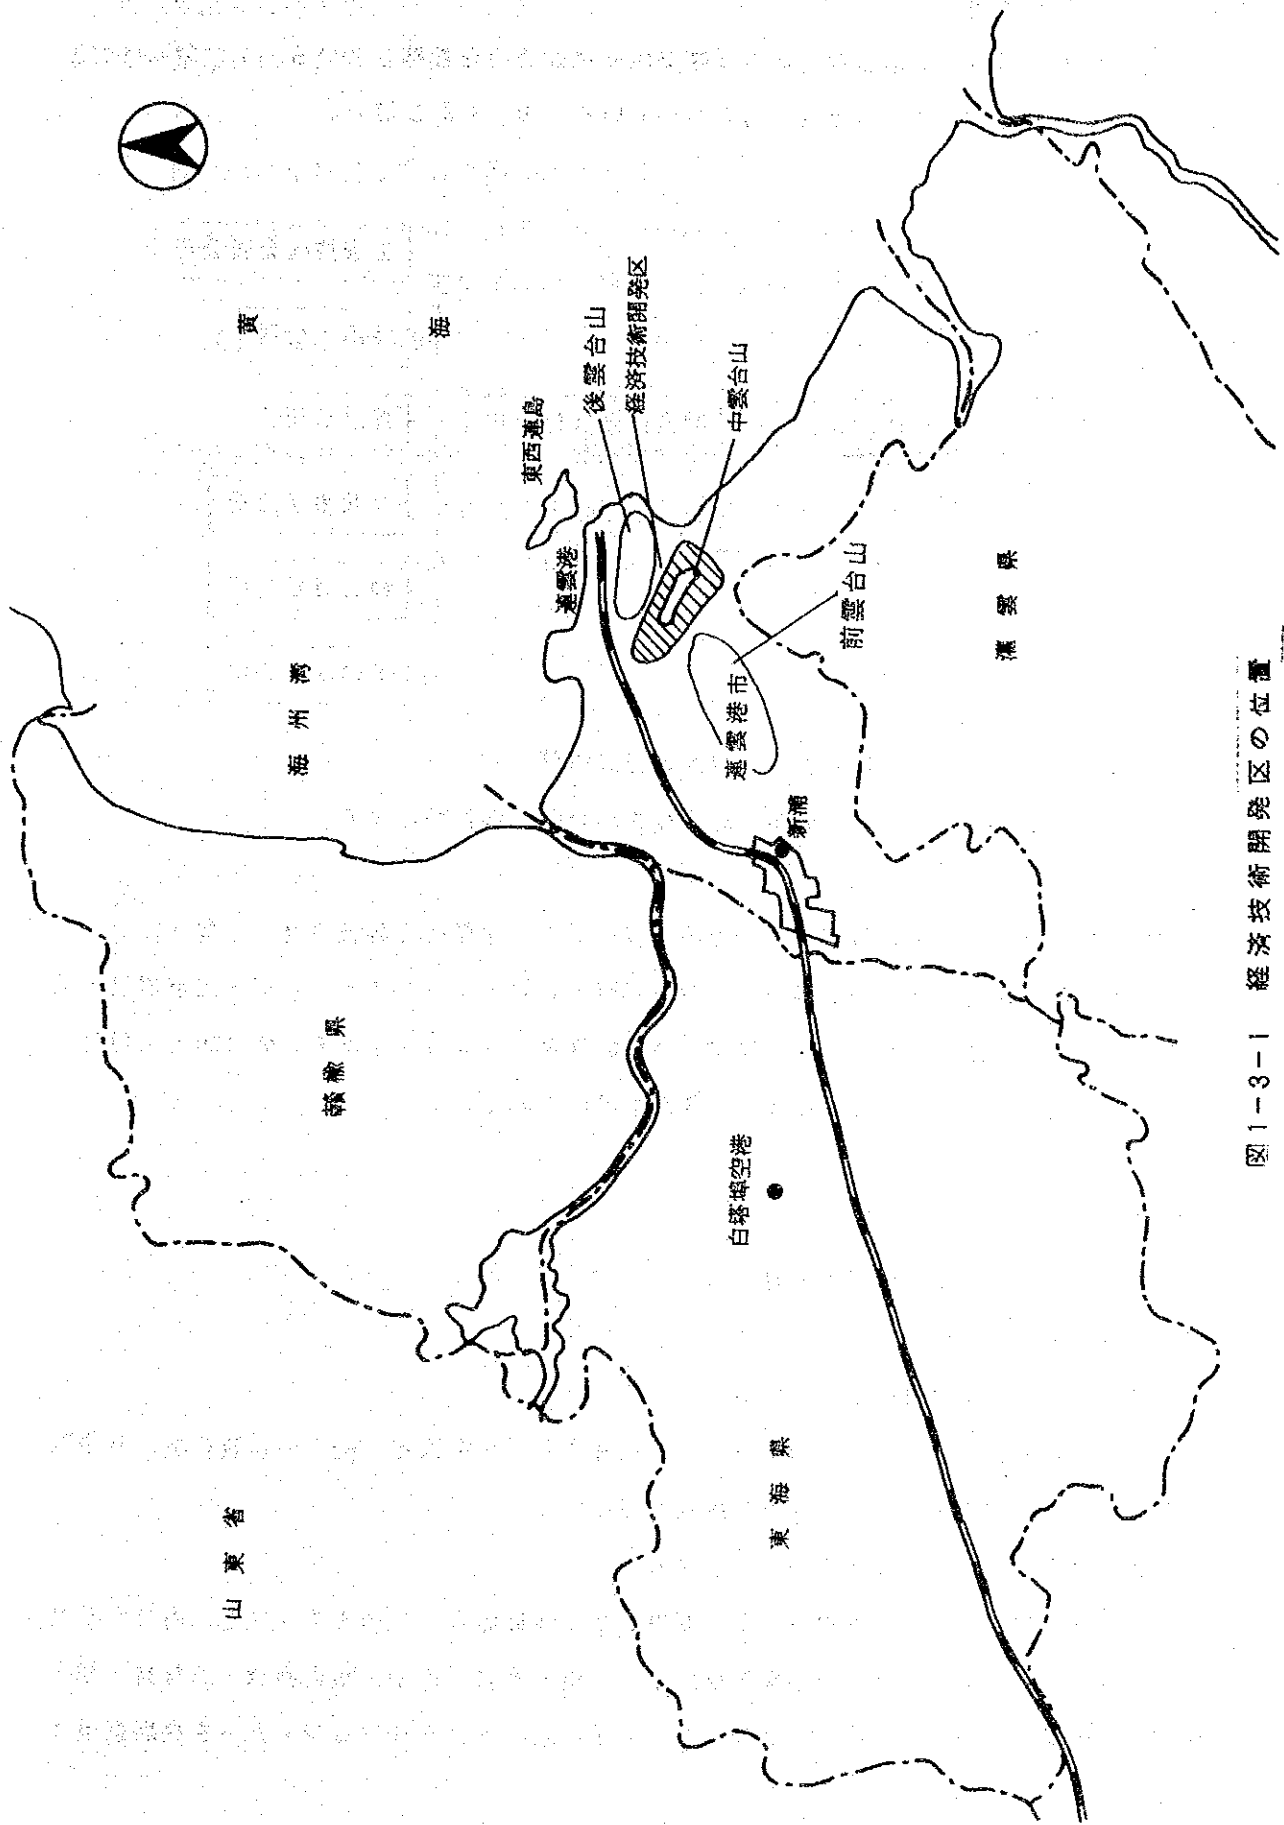 黄海
海州湾
東西連島
後雲台山
経済技術開発区
中雲台山
連雲港
前雲台山
連雲港市
新浦
灌雲県
贛楡県
白塔埠空港
東海県
山東省
図1-3-1 経済技術開発区の位置